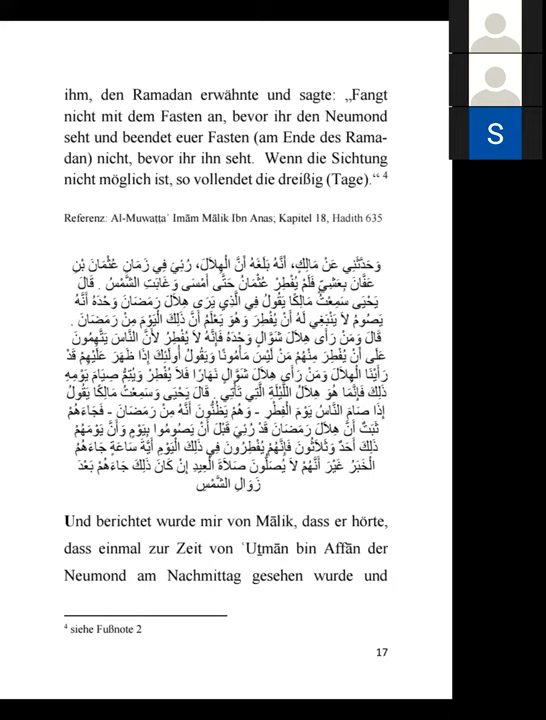 ihm, den Ramadan erwähnte und sagte: „Fangt
nicht mit dem Fasten an, bevor ihr den Neumond
seht und beendet euer Fasten (am Ende des Rama-
dan) nicht, bevor ihr ihn seht. Wenn die Sichtung
nicht möglich ist, so vollendet die dreißig (Tage).“ 4
Referenz: Al-Muwaṭṭaʾ Imām Mālik Ibn Anas; Kapitel 18, Hadith 635
وَحَدَّثَنِي عَنْ مَالِكٍ، أَنَّهُ بَلَغَهُ أَنَّ الْهِلاَلَ، رُئِيَ فِي زَمَانِ عُثْمَانَ بْنِ
عَفَّانَ بِعَشِيٍّ فَلَمْ يُفْطِرْ عُثْمَانُ حَتَّى أَمْسَى وَغَابَتِ الشَّمْسُ . قَالَ
يَحْيَى سَمِعْتُ مَالِكًا يَقُولُ فِي الَّذِي يَرَى هِلاَلَ رَمَضَانَ وَحْدَهُ أَنَّهُ
يَصُومُ لاَ يَنْبَغِي لَهُ أَنْ يُفْطِرَ وَهُوَ يَعْلَمُ أَنَّ ذَلِكَ الْيَوْمَ مِنْ رَمَضَانَ .
قَالَ وَمَنْ رَأَى هِلاَلَ شَوَّالٍ وَحْدَهُ فَإِنَّهُ لاَ يُفْطِرُ لأَنَّ النَّاسَ يَتَّهِمُونَ
عَلَى أَنْ يُفْطِرَ مِنْهُمْ مَنْ لَيْسَ مَأْمُونًا وَيَقُولُ أُولَئِكَ إِذَا ظَهَرَ عَلَيْهِمْ قَدْ
رَأَيْنَا الْهِلاَلَ وَمَنْ رَأَى هِلاَلَ شَوَّالٍ نَهَارًا فَلاَ يُفْطِرْ وَيُتِمُّ صِيَامَ يَوْمِهِ
ذَلِكَ فَإِنَّمَا هُوَ هِلاَلُ اللَّيْلَةِ الَّتِي تَأْتِي . قَالَ يَحْيَى وَسَمِعْتُ مَالِكًا يَقُولُ
إِذَا صَامَ النَّاسُ يَوْمَ الْفِطْرِ - وَهُمْ يَظُنُّونَ أَنَّهُ مِنْ رَمَضَانَ - فَجَاءَهُمْ
ثَبَتٌ أَنَّ هِلاَلَ رَمَضَانَ قَدْ رُئِيَ قَبْلَ أَنْ يَصُومُوا بِيَوْمٍ وَأَنَّ يَوْمَهُمْ
ذَلِكَ أَحَدٌ وَثَلاَثُونَ فَإِنَّهُمْ يُفْطِرُونَ فِي ذَلِكَ الْيَوْمِ أَيَّةَ سَاعَةٍ جَاءَهُمُ
الْخَبَرُ غَيْرَ أَنَّهُمْ لاَ يُصَلُّونَ صَلاَةَ الْعِيدِ إِنْ كَانَ ذَلِكَ جَاءَهُمْ بَعْدَ
زَوَالِ الشَّمْسِ
Und berichtet wurde mir von Mālik, dass er hörte,
dass einmal zur Zeit von ʿUṯmān bin Affān der
Neumond am Nachmittag gesehen wurde und
4 siehe Fußnote 2
17
S